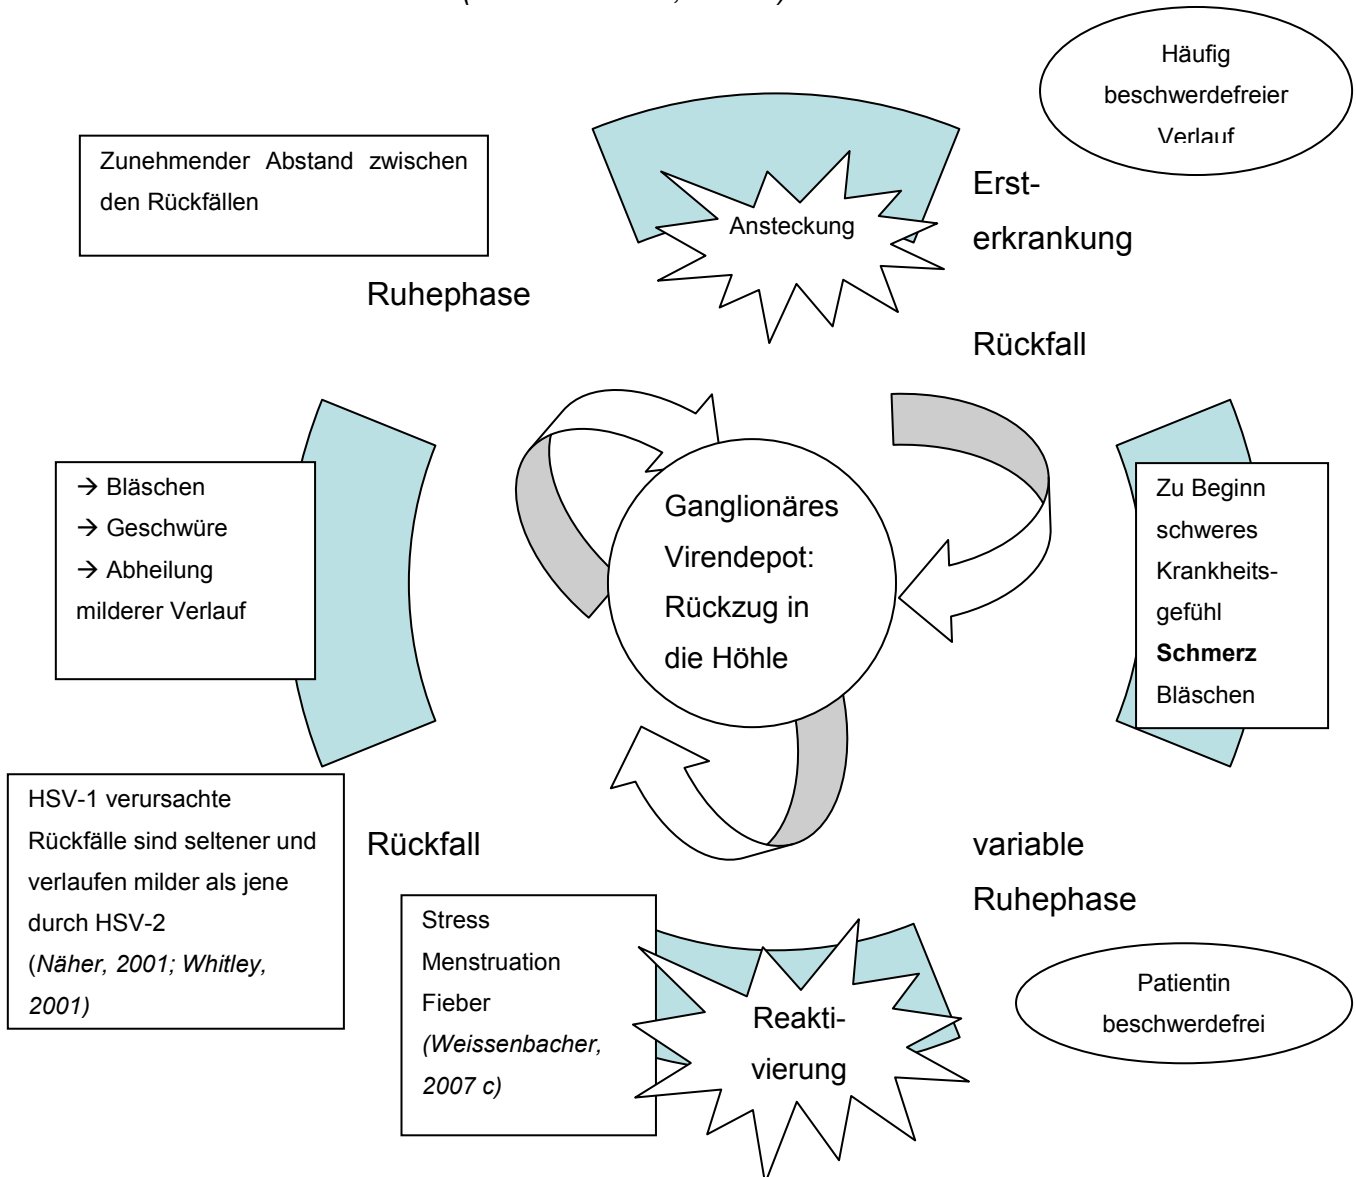 Häufig
beschwerdefreier
Verlauf
Zunehmender Abstand zwischen
den Rückfällen
Ansteckung
Erst-
erkrankung
Ruhephase
Rückfall
→ Bläschen
→ Geschwüre
→ Abheilung
milderer Verlauf
Ganglionäres
Virendepot:
Rückzug in
die Höhle
Zu Beginn
schweres
Krankheits-
gefühl
Schmerz
Bläschen
HSV-1 verursachte
Rückfälle sind seltener und
verlaufen milder als jene
durch HSV-2
(Näher, 2001; Whitley,
2001)
Rückfall
variable
Ruhephase
Stress
Menstruation
Fieber
(Weissenbacher,
2007 c)
Reakti-
vierung
Patientin
beschwerdefrei